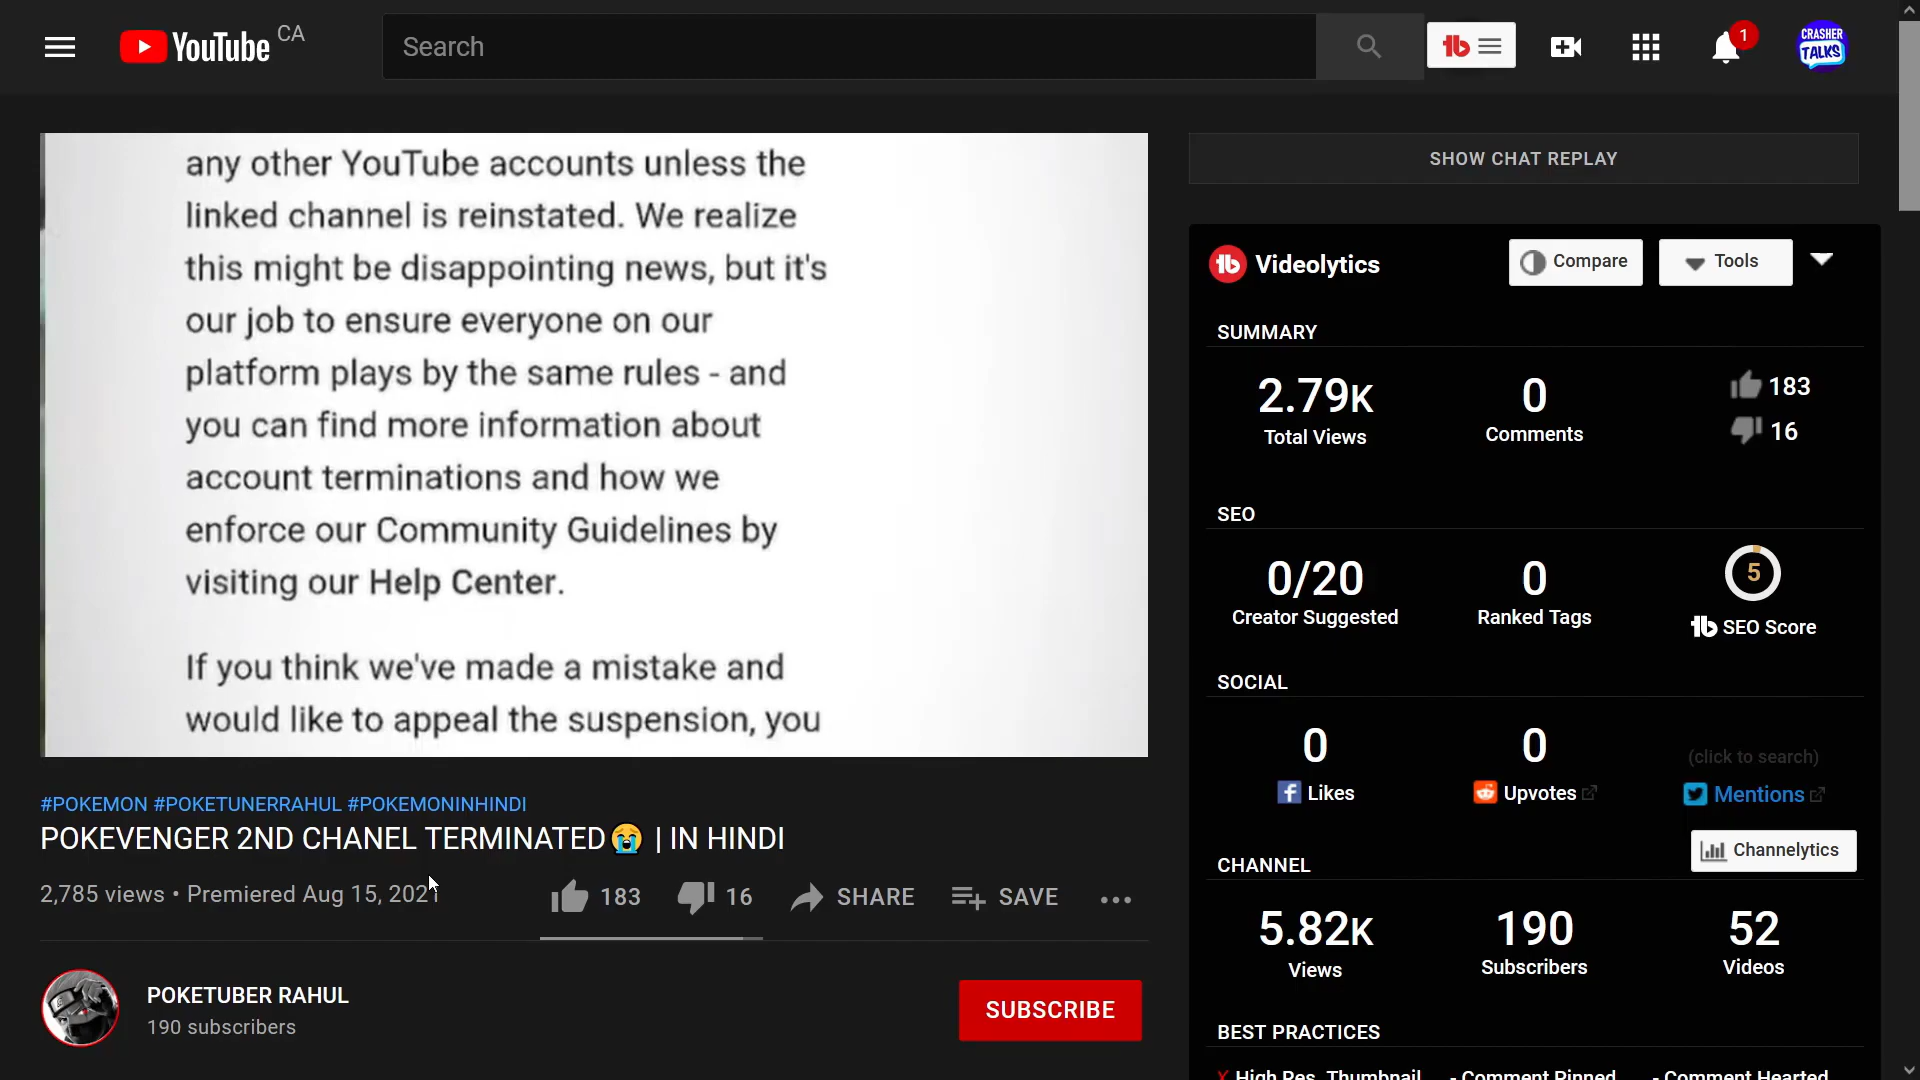 YouTube CA
Search
1
CRASHER
TALKS
any other YouTube accounts unless the
linked channel is reinstated. We realize
this might be disappointing news, but it's
our job to ensure everyone on our
platform plays by the same rules - and
you can find more information about
account terminations and how we
enforce our Community Guidelines by
visiting our Help Center.
If you think we've made a mistake and
would like to appeal the suspension, you
#POKEMON #POKETUNERRAHUL #POKEMONINHINDI
POKEVENGER 2ND CHANEL TERMINATED😭 | IN HINDI
2,785 views • Premiered Aug 15, 2021
183 16 SHARE SAVE
POKETUBER RAHUL
190 subscribers
SUBSCRIBE
SHOW CHAT REPLAY
Videolytics Compare Tools
SUMMARY
2.79K 0 183
Total Views Comments 16
SEO
0/20 0 5
Creator Suggested Ranked Tags SEO Score
SOCIAL
0 0 (click to search)
Likes Upvotes Mentions
CHANNEL Channelytics
5.82K 190 52
Views Subscribers Videos
BEST PRACTICES
X High Res. Thumbnail - Comment Pinned - Comment Hearted